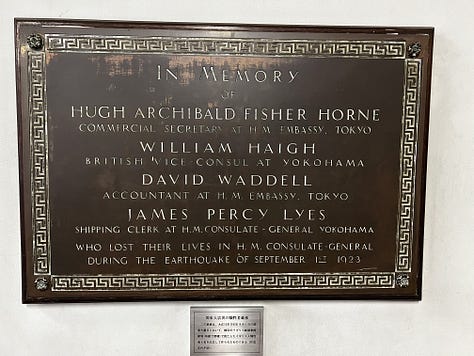 IN MEMORY
OF
HUGH ARCHIBALD FISHER HORNE
COMMERCIAL SECRETARY AT H.M. EMBASSY, TOKYO
WILLIAM HAIGH
BRITISH VICE-CONSUL AT YOKOHAMA
DAVID WADDELL
ACCOUNTANT AT H.M. EMBASSY, TOKYO
JAMES PERCY LYES
SHIPPING CLERK AT H.M. CONSULATE-GENERAL YOKOHAMA
WHO LOST THEIR LIVES IN H.M. CONSULATE-GENERAL
DURING THE EARTHQUAKE OF SEPTEMBER 1ST 1923